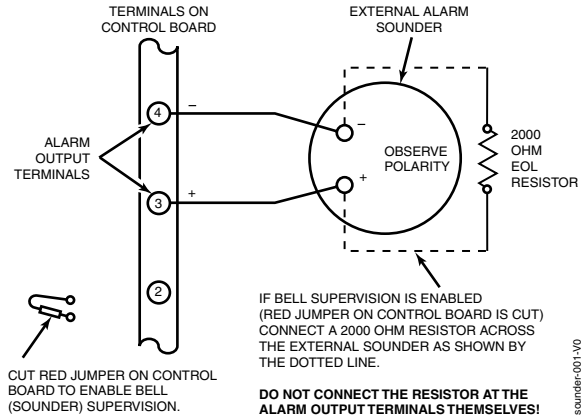 TERMINALS ON
CONTROL BOARD
EXTERNAL ALARM
SOUNDER
4
–
–
ALARM
OUTPUT
TERMINALS
OBSERVE
POLARITY
2000
OHM
EOL
RESISTOR
3
+
+
2
IF BELL SUPERVISION IS ENABLED
(RED JUMPER ON CONTROL BOARD IS CUT)
CONNECT A 2000 OHM RESISTOR ACROSS
THE EXTERNAL SOUNDER AS SHOWN BY
THE DOTTED LINE.
CUT RED JUMPER ON CONTROL
BOARD TO ENABLE BELL
(SOUNDER) SUPERVISION.
DO NOT CONNECT THE RESISTOR AT THE
ALARM OUTPUT TERMINALS THEMSELVES!
sounder-001-V0